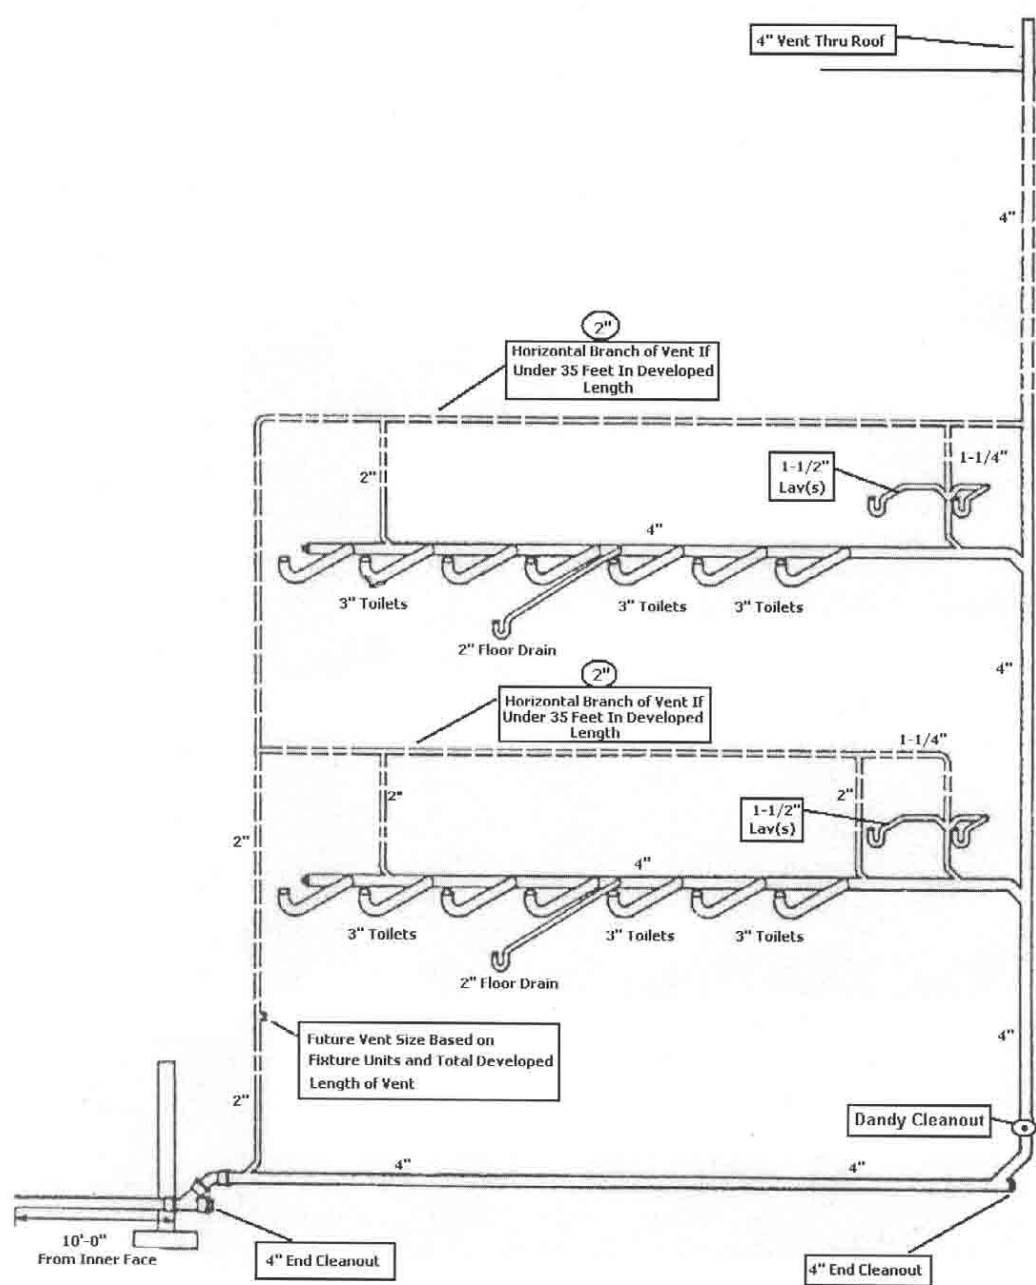 4" Vent Thru Roof
4"
2"
Horizontal Branch of Vent If
Under 35 Feet In Developed
Length
2"
1-1/2"
Lav(s)
1-1/4"
4"
3" Toilets
3" Toilets
3" Toilets
2" Floor Drain
4"
2"
Horizontal Branch of Vent If
Under 35 Feet In Developed
Length
1-1/4"
2"
2"
2"
1-1/2"
Lav(s)
4"
3" Toilets
3" Toilets
3" Toilets
2" Floor Drain
Future Vent Size Based on
Fixture Units and Total Developed
Length of Vent
4"
2"
Dandy Cleanout
4"
4"
10'-0"
From Inner Face
4" End Cleanout
4" End Cleanout